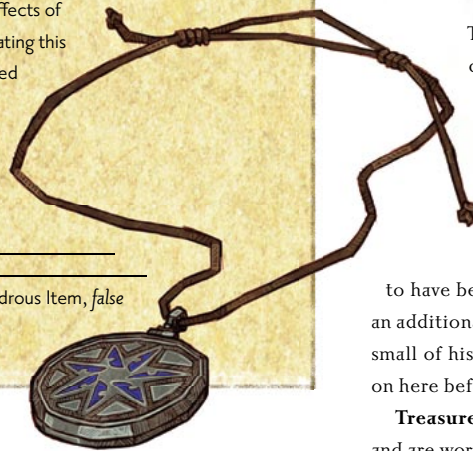 ffects of
ating this
ed
drous Item, false
to have be
an addition
small of his
on here bef
Treasure
and are wor